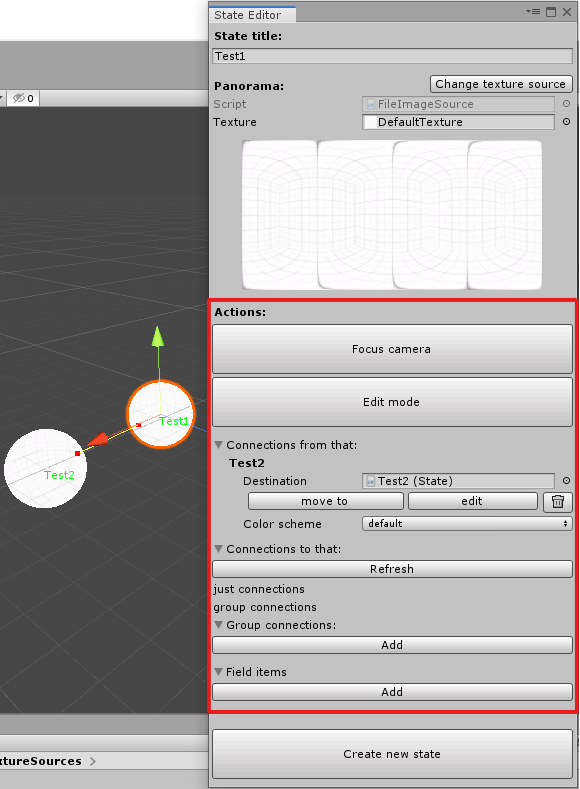 State Editor
State title:
Test1
Panorama:
Change texture source
Script
FileImageSource
Texture
DefaultTexture
0
Actions:
Focus camera
Edit mode
Connections from that:
Test2
Destination
Test2 (State)
move to
edit
Color scheme
default
Connections to that:
Refresh
just connections
group connections
Group connections:
Add
Field items
Add
Create new state
Test1
Test2
xtureSources